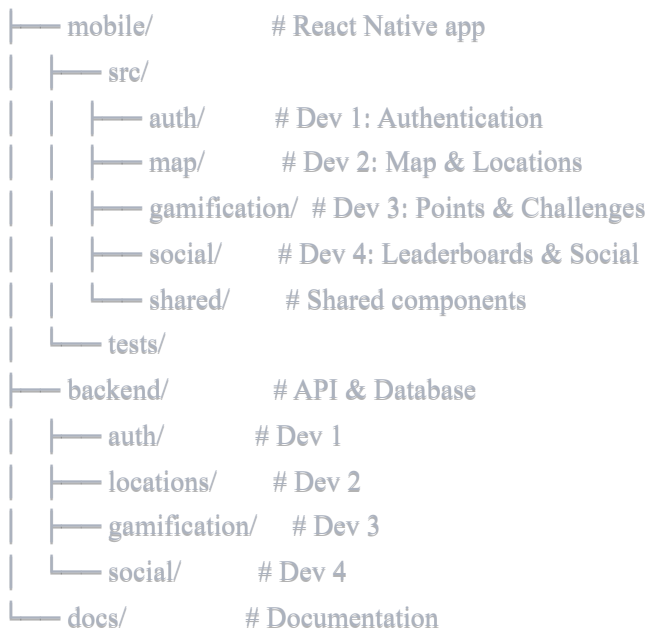 ├── mobile/ # React Native app
│ ├── src/
│ │ ├── auth/ # Dev 1: Authentication
│ │ ├── map/ # Dev 2: Map & Locations
│ │ ├── gamification/ # Dev 3: Points & Challenges
│ │ ├── social/ # Dev 4: Leaderboards & Social
│ │ └── shared/ # Shared components
│ └── tests/
├── backend/ # API & Database
│ ├── auth/ # Dev 1
│ ├── locations/ # Dev 2
│ ├── gamification/ # Dev 3
│ └── social/ # Dev 4
└── docs/ # Documentation